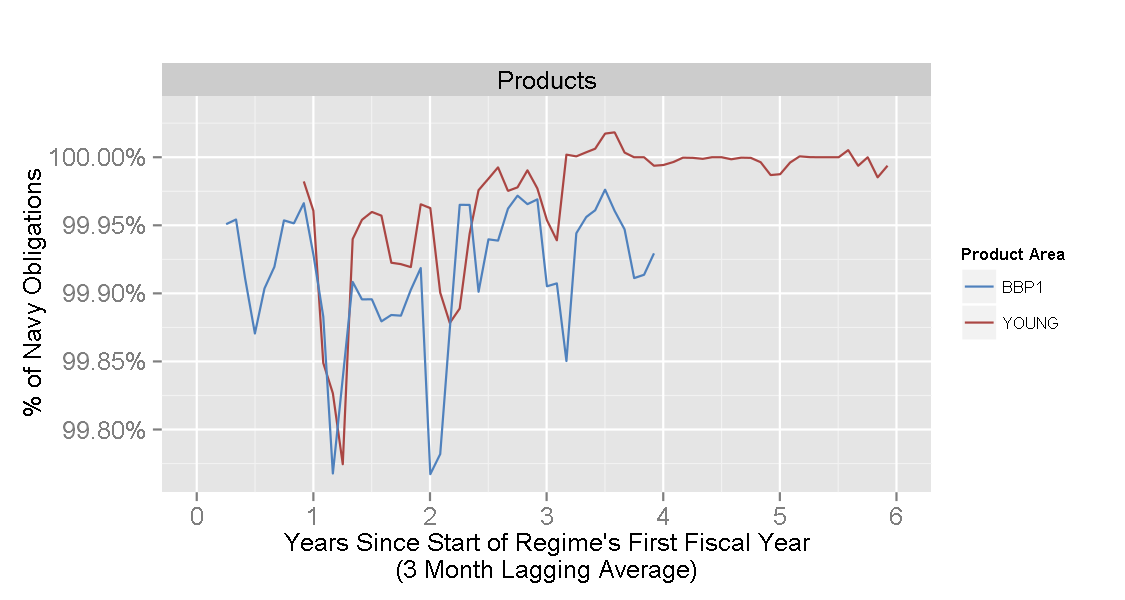 Products
100.00%
99.95%
99.90%
99.85%
99.80%
% of Navy Obligations
0 1 2 3 4 5 6
Years Since Start of Regime's First Fiscal Year
(3 Month Lagging Average)
Product Area
BBP1
YOUNG